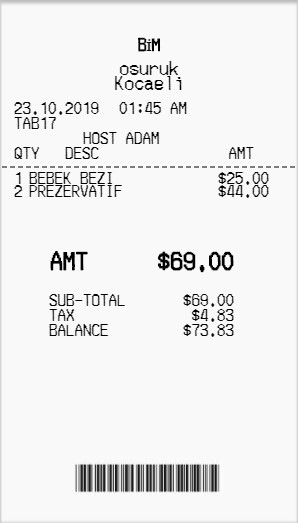 BiM
osuruk
Kocaeli
23.10.2019 01:45 AM
TAB17
HOST ADAM
QTY DESC AMT
1 BEBEK BEZI $25.00
2 PREZERVATIF $44.00
AMT $69.00
SUB-TOTAL $69.00
TAX $4.83
BALANCE $73.83